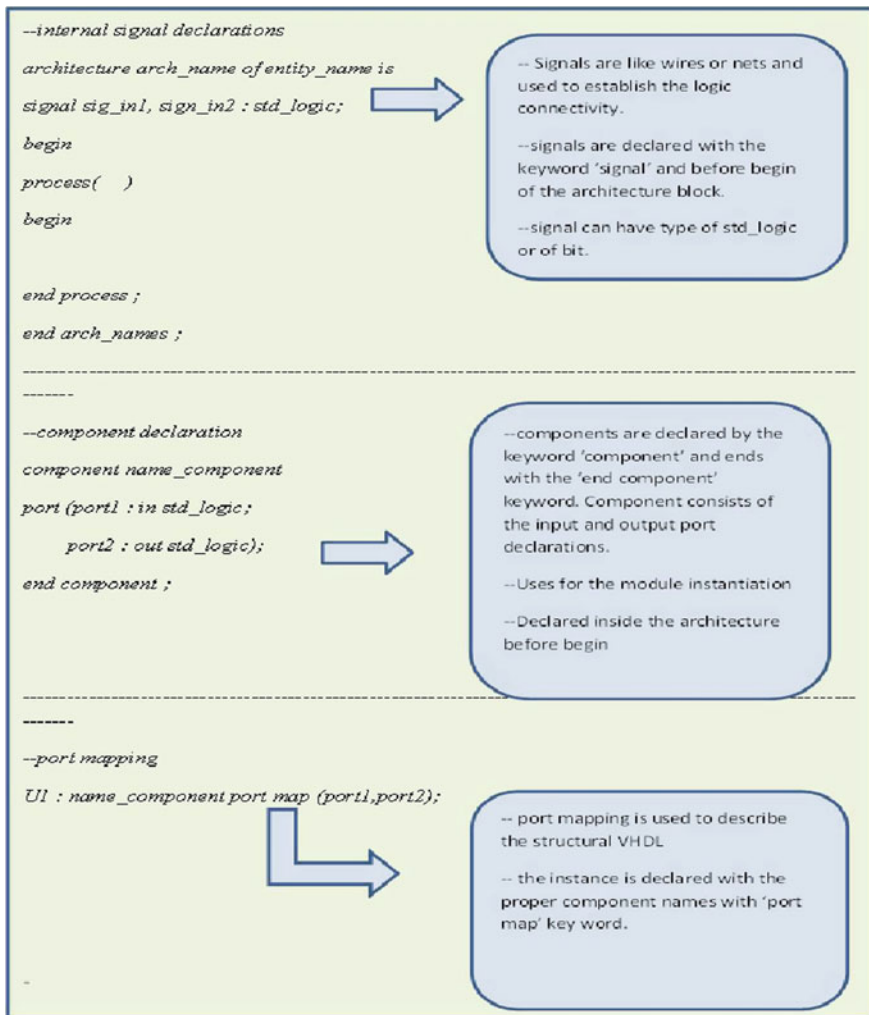 --internal signal declarations
architecture arch_name of entity_name is
signal sig_in1, sign_in2 : std_logic;
begin
process( )
begin
end process ;
end arch_names ;
-- Signals are like wires or nets and
used to establish the logic
connectivity.
--signals are declared with the
keyword ‘signal’ and before begin
of the architecture block.
--signal can have type of std_logic
or of bit.
--component declaration
component name_component
port (port1 : in std_logic;
port2 : out std_logic);
end component ;
--components are declared by the
keyword ‘component’ and ends
with the ‘end component’
keyword. Component consists of
the input and output port
declarations.
--Uses for the module instantiation
--Declared inside the architecture
before begin
--port mapping
U1 : name_component port map (port1,port2);
-- port mapping is used to describe
the structural VHDL
-- the instance is declared with the
proper component names with ‘port
map’ key word.